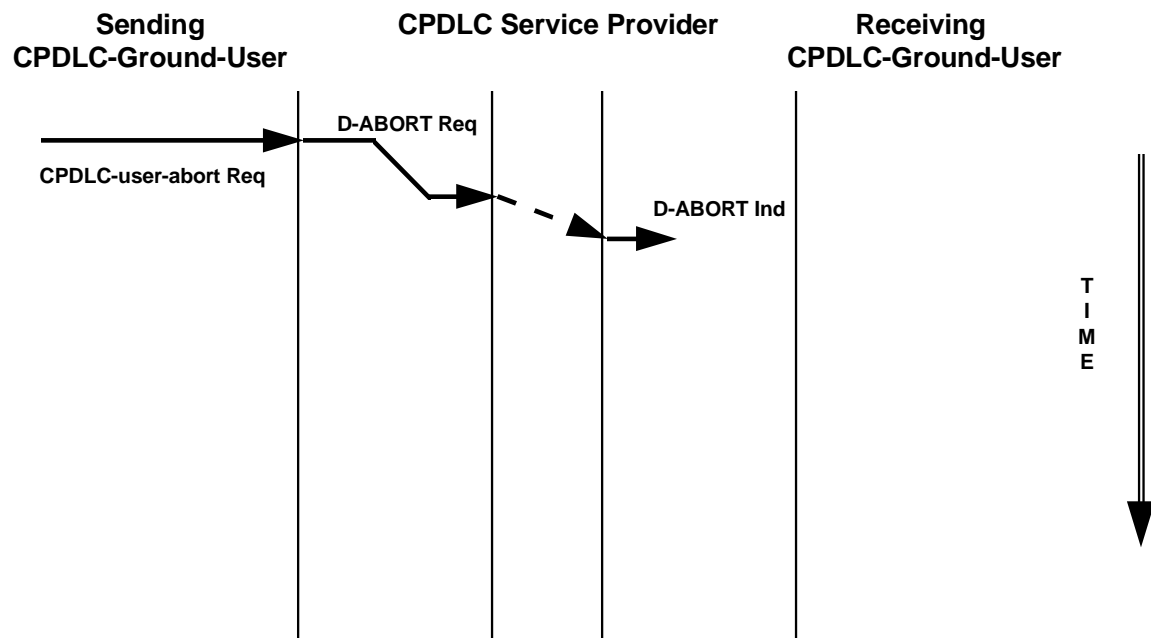 Sending
CPDLC-Ground-User
CPDLC Service Provider
Receiving
CPDLC-Ground-User
D-ABORT Req
CPDLC-user-abort Req
D-ABORT Ind
T
I
M
E